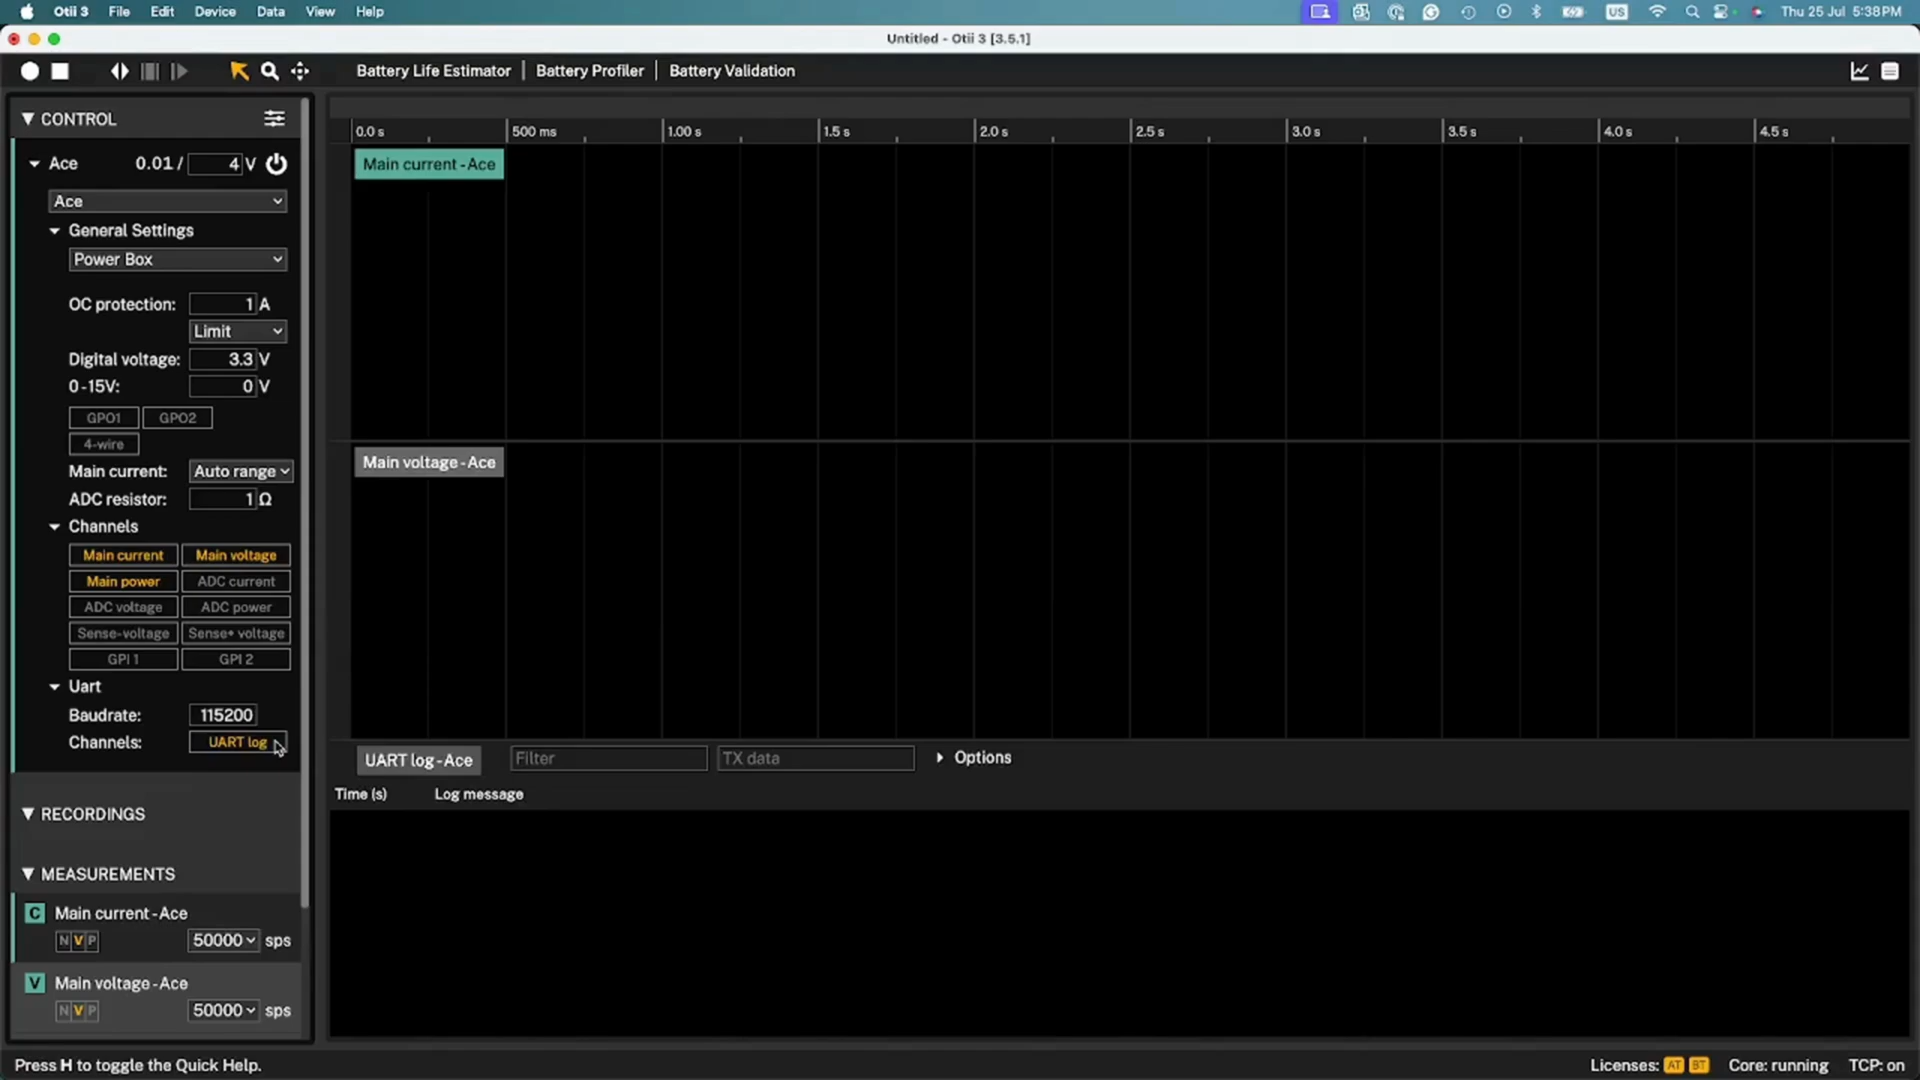 Otii 3 File Edit Device Data View Help US Thu 25 Jul 5:38 PM
Untitled - Otii 3 [3.5.1]
Battery Life Estimator Battery Profiler Battery Validation
CONTROL
Ace 0.01 / 4 V
Ace
General Settings
Power Box
OC protection: 1 A
Limit
Digital voltage: 3.3 V
0-15V: 0 V
GPO1 GPO2
4-wire
Main current: Auto range
ADC resistor: 1 Ω
Channels
Main current Main voltage
Main power ADC current
ADC voltage ADC power
Sense-voltage Sense+ voltage
GPI 1 GPI 2
Uart
Baudrate: 115200
Channels: UART log
RECORDINGS
MEASUREMENTS
C Main current - Ace
N V P 50000 sps
V Main voltage - Ace
N V P 50000 sps
0.0 s 500 ms 1.00 s 1.5 s 2.0 s 2.5 s 3.0 s 3.5 s 4.0 s 4.5 s
Main current - Ace
Main voltage - Ace
UART log - Ace Filter TX data Options
Time (s) Log message
Press H to toggle the Quick Help. Licenses: AT BT Core: running TCP: on